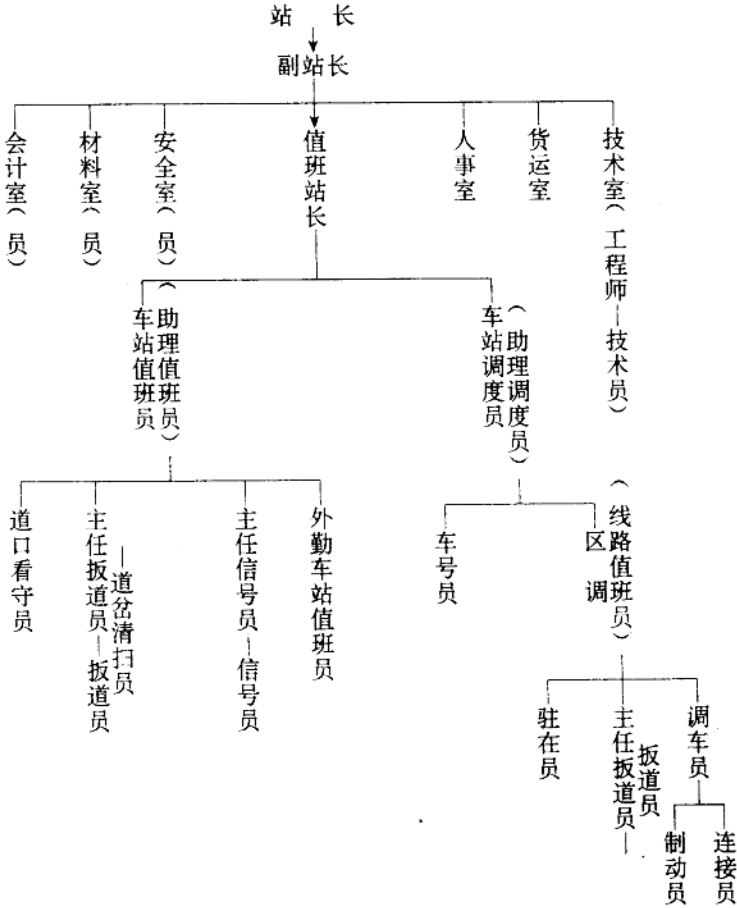 站 长
副站长
会计室(员)
材料室(员)
安全室(员)
值班站长
人事室
货运室
技术室(工程师—技术员)
车站值班员
(助理值班员)
车站调度员
(助理调度员)
道口看守员
主任扳道员—扳道员
—道岔清扫员
主任信号员—信号员
外勤车站值班员
车号员
区 调
(线路值班员)
驻在员
主任扳道员—
扳道员
调车员
制动员
连接员